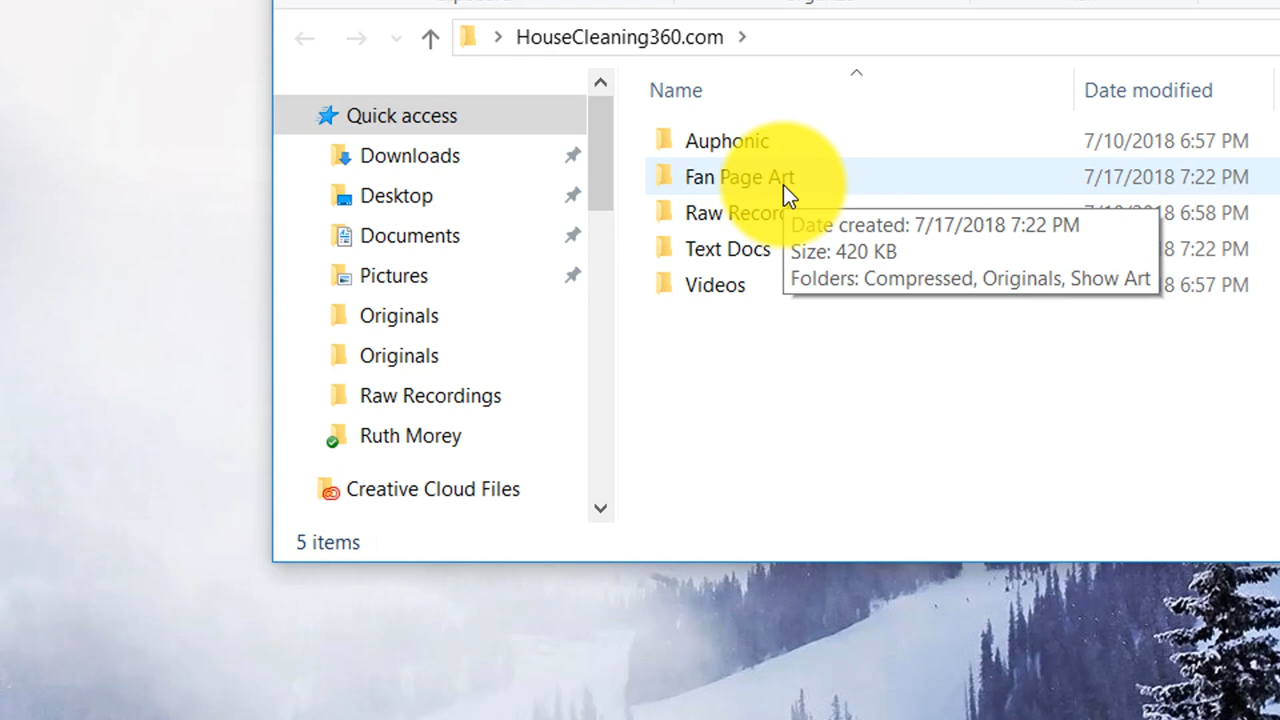 HouseCleaning360.com
Name
Date modified
Quick access
Downloads
Desktop
Documents
Pictures
Originals
Originals
Raw Recordings
Ruth Morey
Creative Cloud Files
Auphonic
7/10/2018 6:57 PM
Fan Page Art
7/17/2018 7:22 PM
Raw Recor
8 6:58 PM
Text Docs
8 7:22 PM
Videos
8 6:57 PM
Date created: 7/17/2018 7:22 PM
Size: 420 KB
Folders: Compressed, Originals, Show Art
5 items